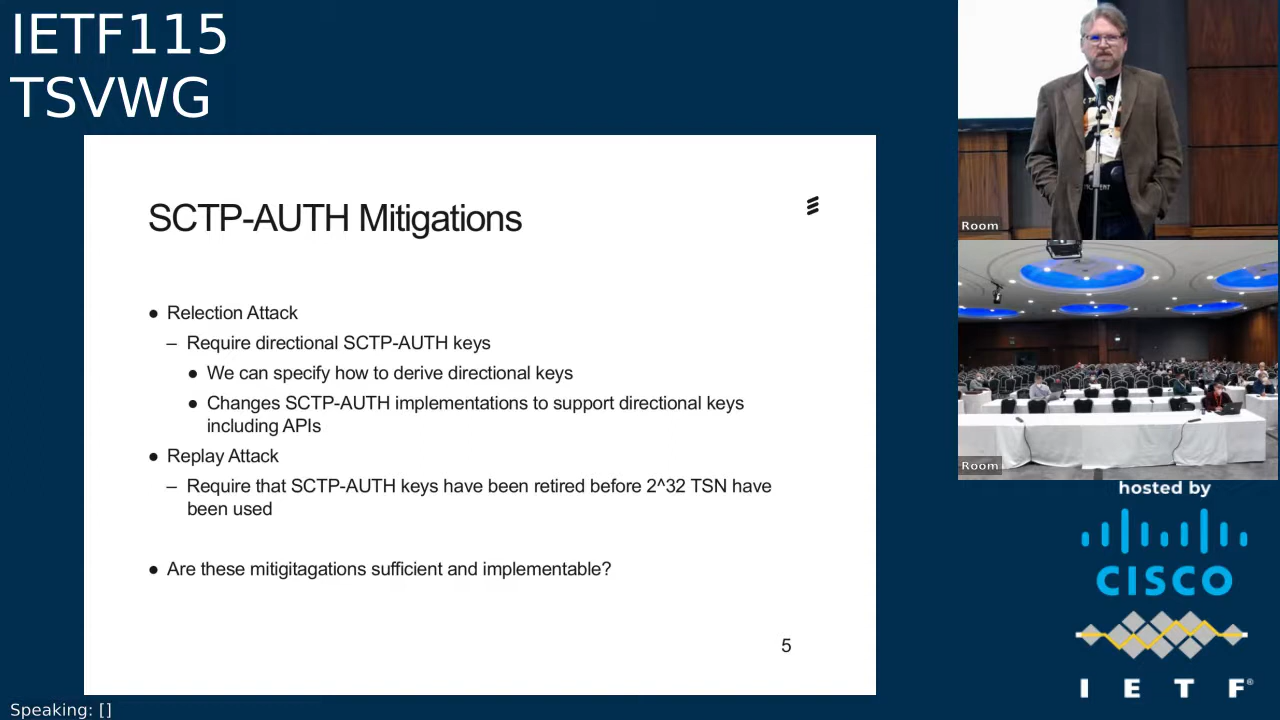 IETF115
TSVWG
SCTP-AUTH Mitigations
● Relection Attack
– Require directional SCTP-AUTH keys
● We can specify how to derive directional keys
● Changes SCTP-AUTH implementations to support directional keys
including APIs
● Replay Attack
– Require that SCTP-AUTH keys have been retired before 2^32 TSN have
been used
● Are these mitigitagations sufficient and implementable?
5
Room
Room
hosted by
CISCO
I E T F®
Speaking: []